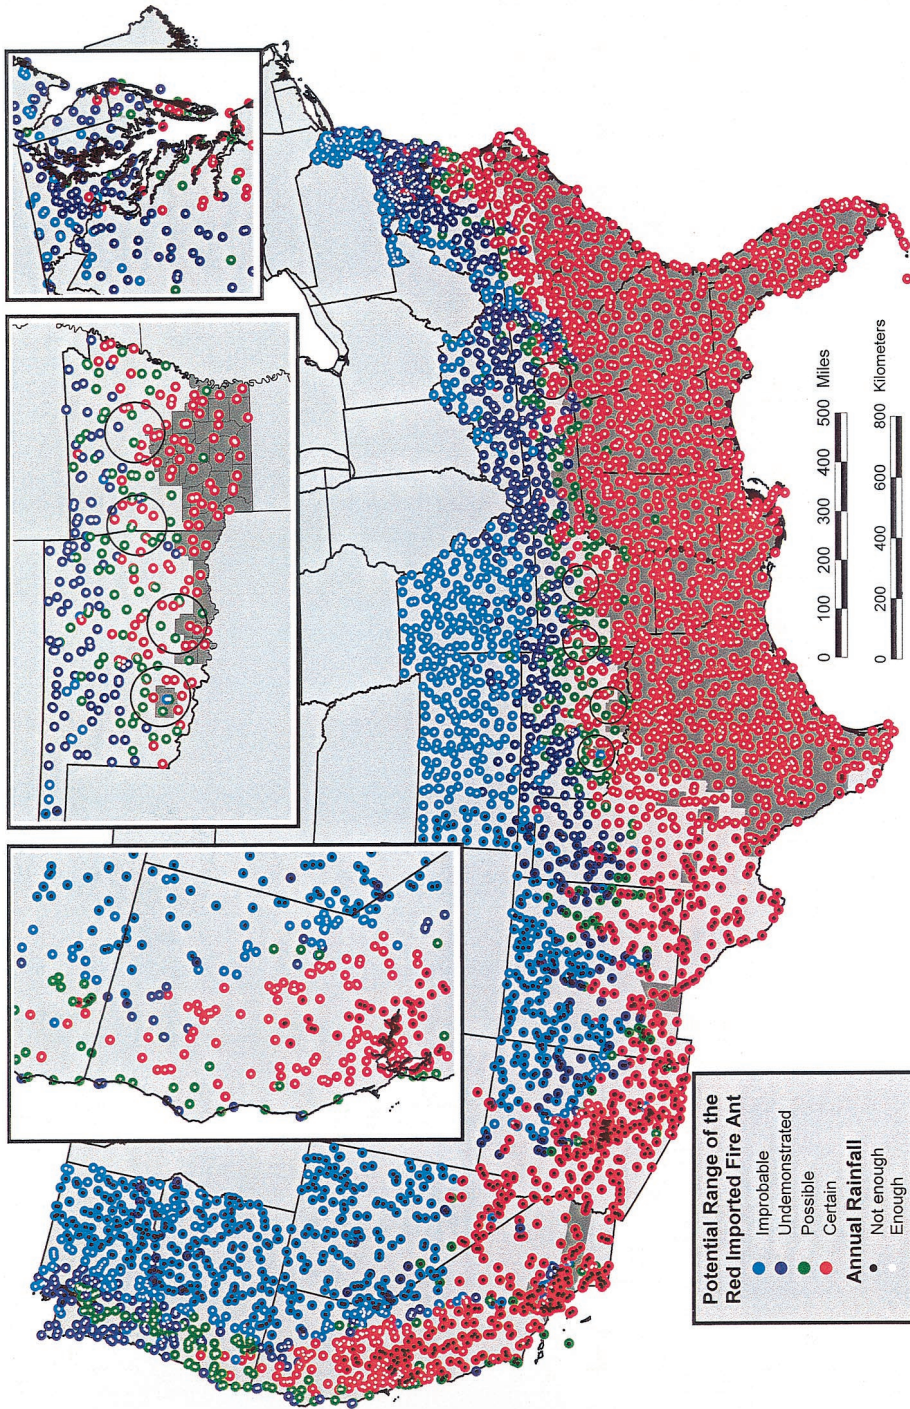 Potential Range of the
Red Imported Fire Ant
Improbable
Undemonstrated
Possible
Certain
Annual Rainfall
Not enough
Enough
0 100 200 300 400 500 Miles
0 200 400 600 800 Kilometers